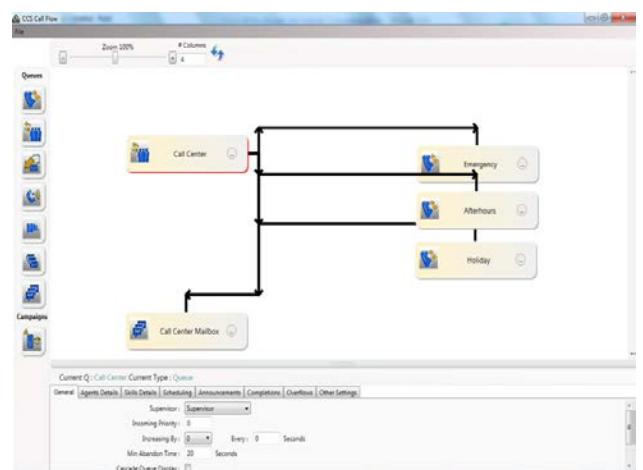 CCS Call Flow
File
Zoom 100%
# Columns
4
Queues
Call Center
Emergency
Afterhours
Holiday
Call Center Mailbox
Campaigns
Current Q : Call Center Current Type : Queue
General Agents Details Skills Details Scheduling Announcements Completions Overflows Other Settings
Supervisor : Supervisor
Incoming Priority : 0
Increasing By : 0 Every : 0 Seconds
Min Abandon Time : 20 Seconds
Cascade Queue Display :